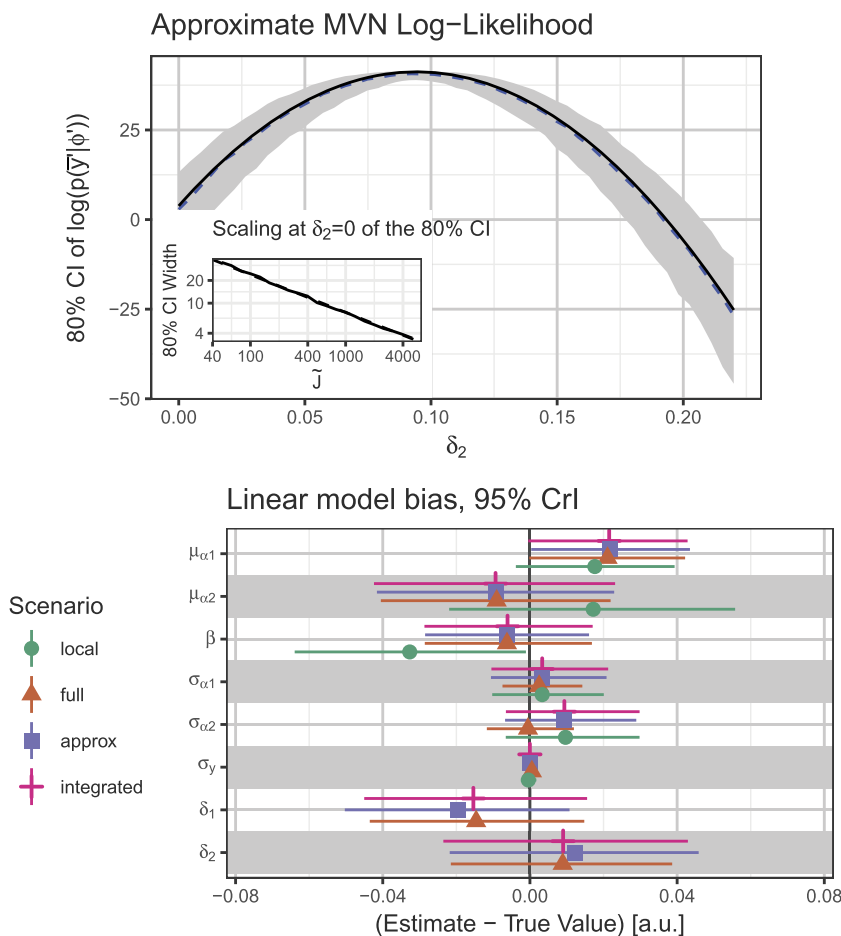 Approximate MVN Log−Likelihood
80% CI of log(p(y̅'|ϕ'))
25
0
−25
−50
Scaling at δ₂=0 of the 80% CI
80% CI Width
20
10
4
40 100 400 1000 4000
J̃
0.00 0.05 0.10 0.15 0.20
δ₂
Linear model bias, 95% CrI
Scenario
local
full
approx
integrated
μα1
μα2
β
σα1
σα2
σy
δ₁
δ₂
−0.08 −0.04 0.00 0.04 0.08
(Estimate − True Value) [a.u.]